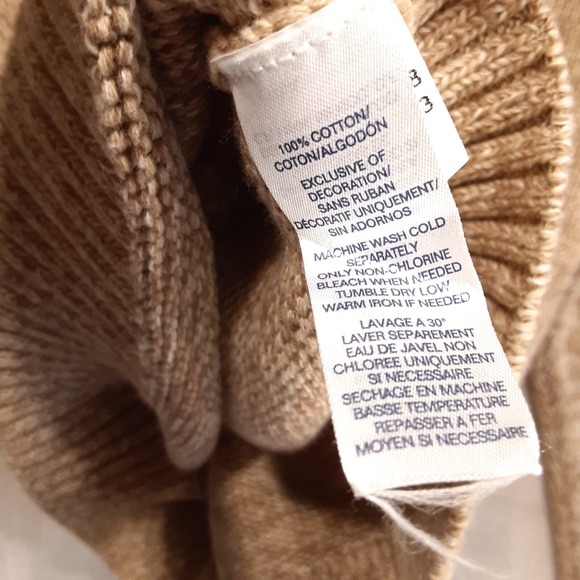 100% COTTON/
COTON/ALGODÓN
EXCLUSIVE OF
DECORATION/
SANS RUBAN
DÉCORATIF UNIQUEMENT/
SIN ADORNOS
MACHINE WASH COLD
SEPARATELY
ONLY NON-CHLORINE
BLEACH WHEN NEEDED
TUMBLE DRY LOW
WARM IRON IF NEEDED
LAVAGE A 30°
LAVER SEPAREMENT
EAU DE JAVEL NON
CHLOREE UNIQUEMENT
SI NECESSAIRE
SECHAGE EN MACHINE
BASSE TEMPERATURE
REPASSER A FER
MOYEN SI NECESSAIRE
3